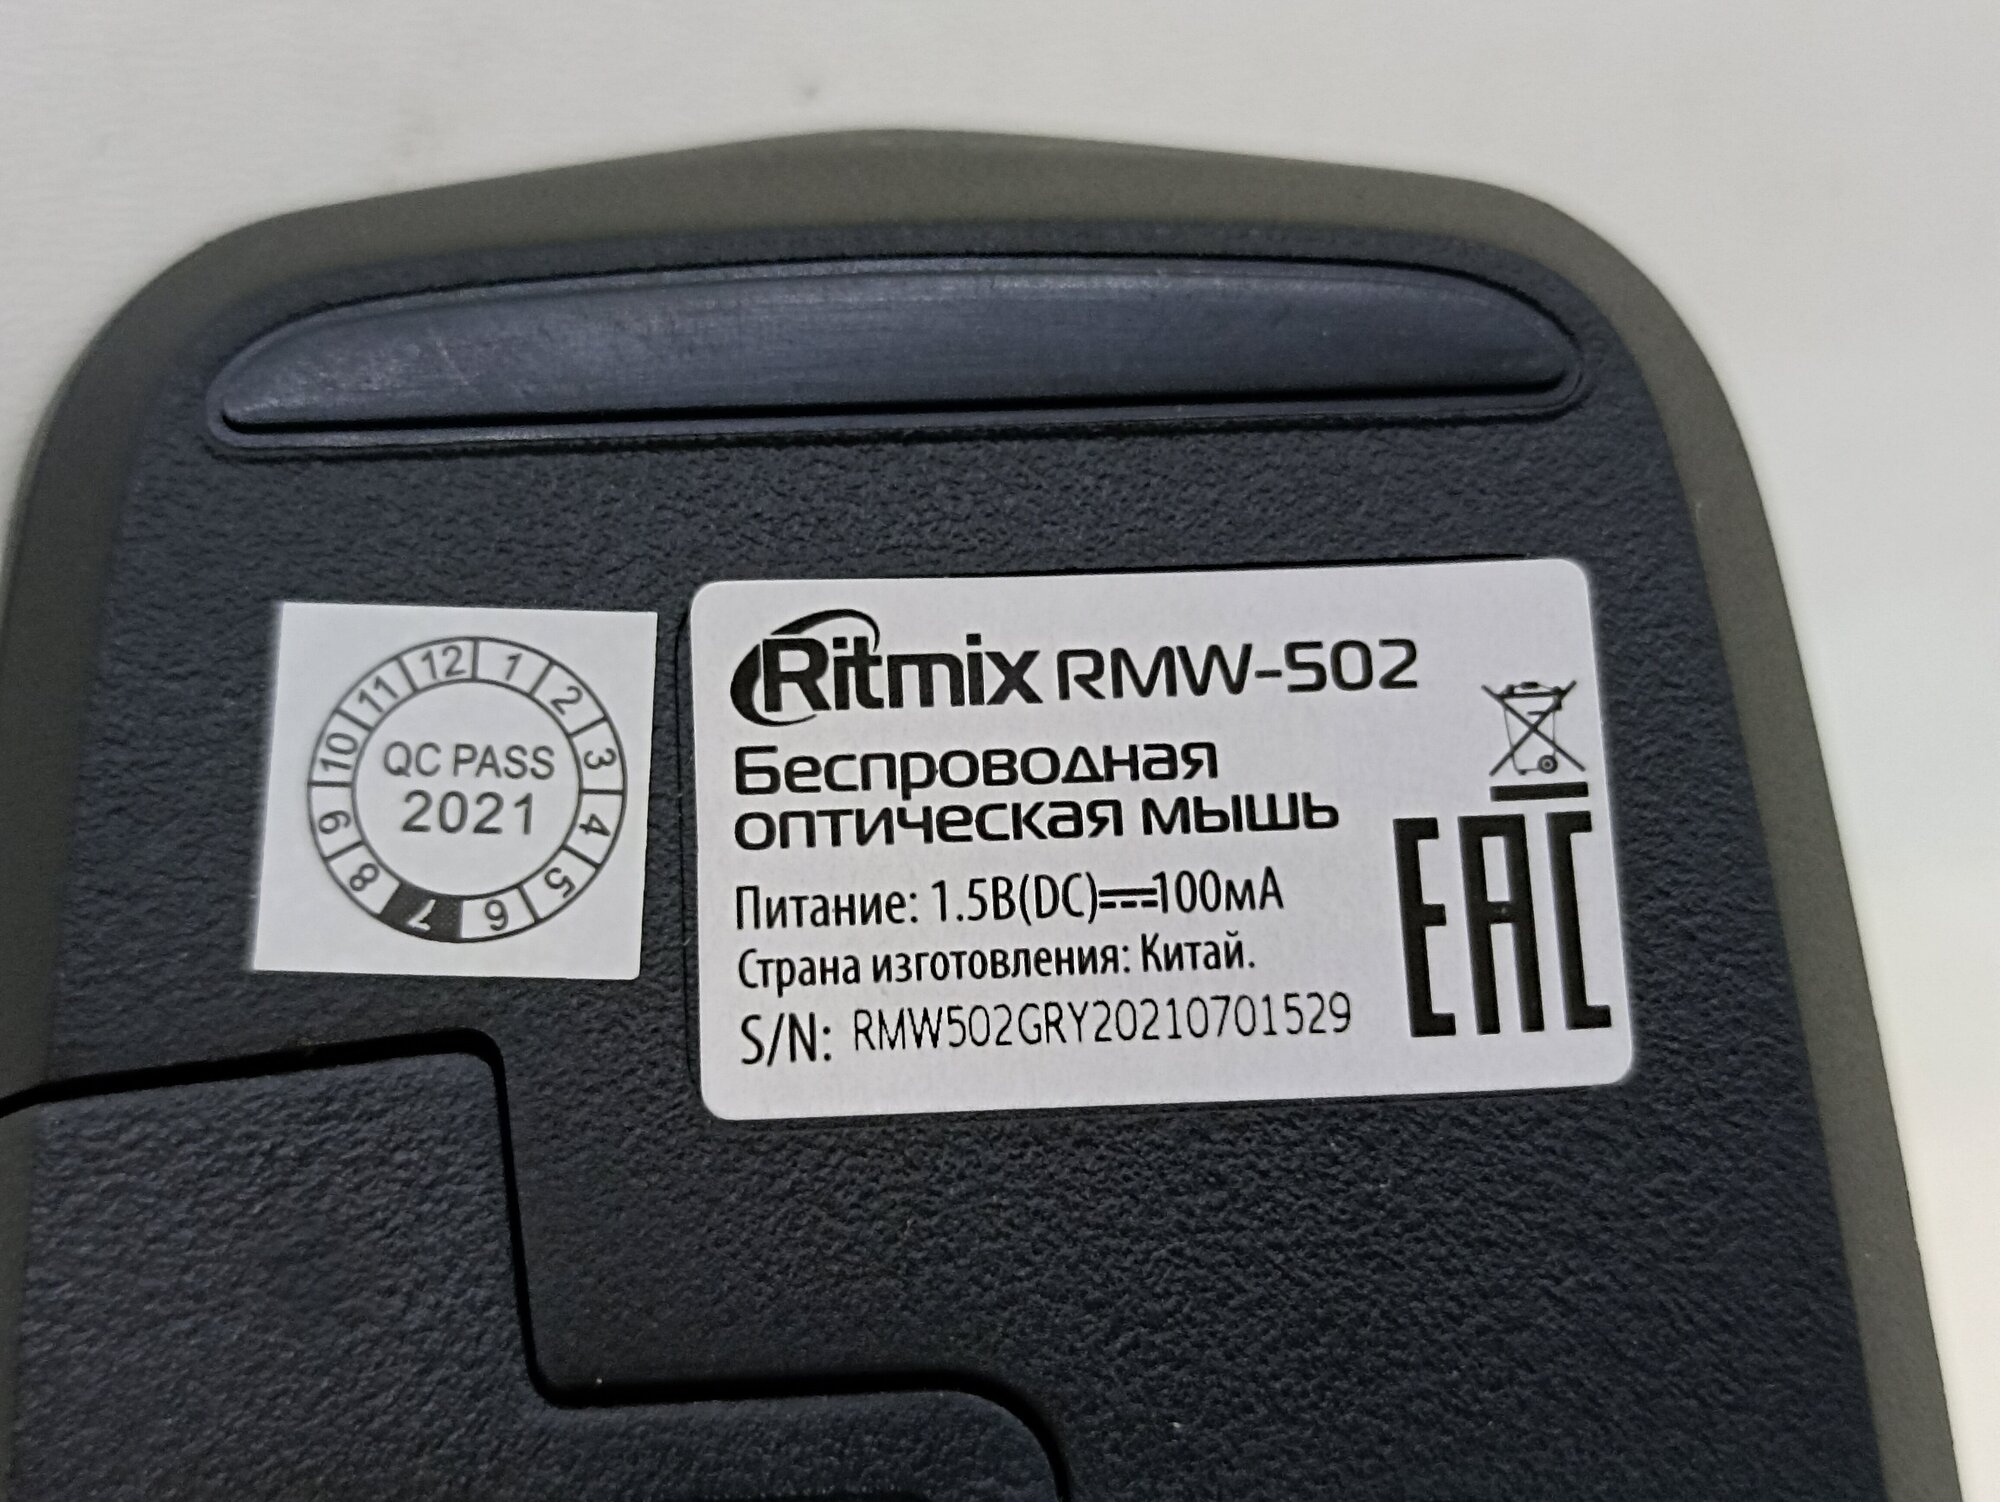 12 1 2 3 4 5 6 7 8 9 10 11
QC PASS
2021
Ritmix RMW-502
Беспроводная
оптическая мышь
Питание: 1.5В(DC)⎓100мА
Страна изготовления: Китай.
S/N: RMW502GRY20210701529
EAC